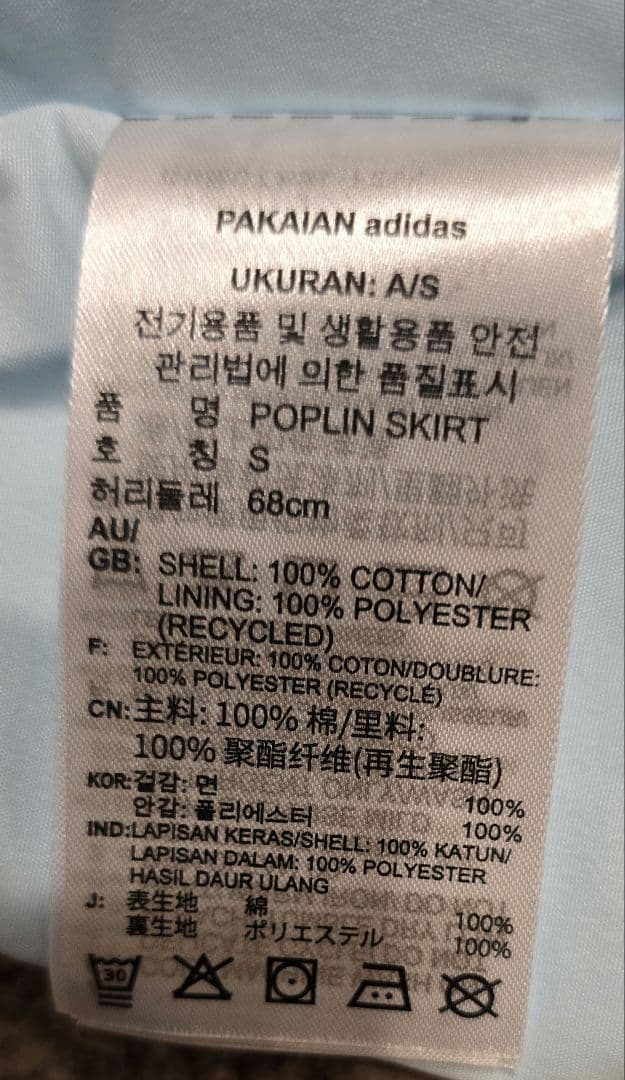 PAKAIAN adidas
UKURAN: A/S
전기용품 및 생활용품 안전
관리법에 의한 품질표시
품 명 POPLIN SKIRT
호 칭 S
허리둘레 68cm
AU/
GB: SHELL: 100% COTTON/
LINING: 100% POLYESTER
(RECYCLED)
F: EXTÉRIEUR: 100% COTON/DOUBLURE:
100% POLYESTER (RECYCLÉ)
CN: 主料: 100% 棉/里料:
100% 聚酯纤维(再生聚酯)
KOR: 겉감: 면 100%
안감: 폴리에스터 100%
IND: LAPISAN KERAS/SHELL: 100% KATUN/
LAPISAN DALAM: 100% POLYESTER
HASIL DAUR ULANG
J: 表生地 綿 100%
裏生地 ポリエステル 100%
30